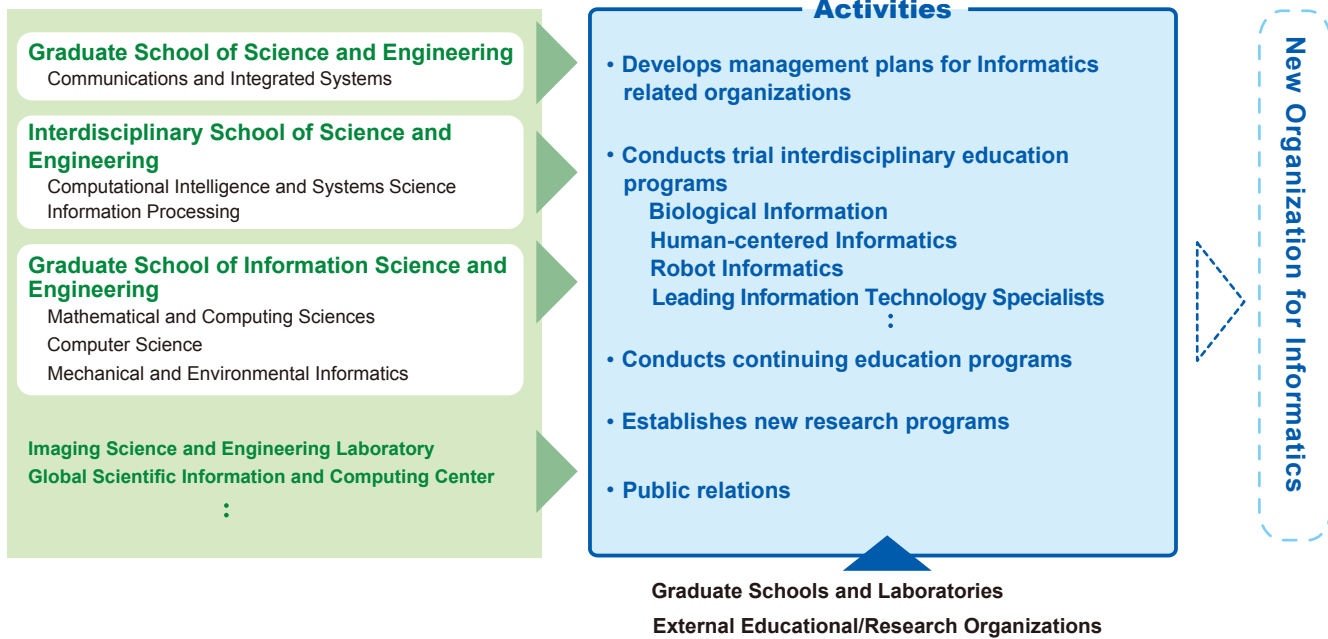 Graduate School of Science and Engineering
Communications and Integrated Systems
Interdisciplinary School of Science and
Engineering
Computational Intelligence and Systems Science
Information Processing
Graduate School of Information Science and
Engineering
Mathematical and Computing Sciences
Computer Science
Mechanical and Environmental Informatics
Imaging Science and Engineering Laboratory
Global Scientific Information and Computing Center
:
Activities
• Develops management plans for Informatics
related organizations
• Conducts trial interdisciplinary education
programs
Biological Information
Human-centered Informatics
Robot Informatics
Leading Information Technology Specialists
:
• Conducts continuing education programs
• Establishes new research programs
• Public relations
Graduate Schools and Laboratories
External Educational/Research Organizations
New Organization for Informatics